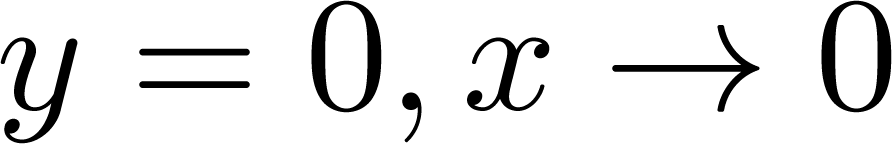 y = 0, x → 0